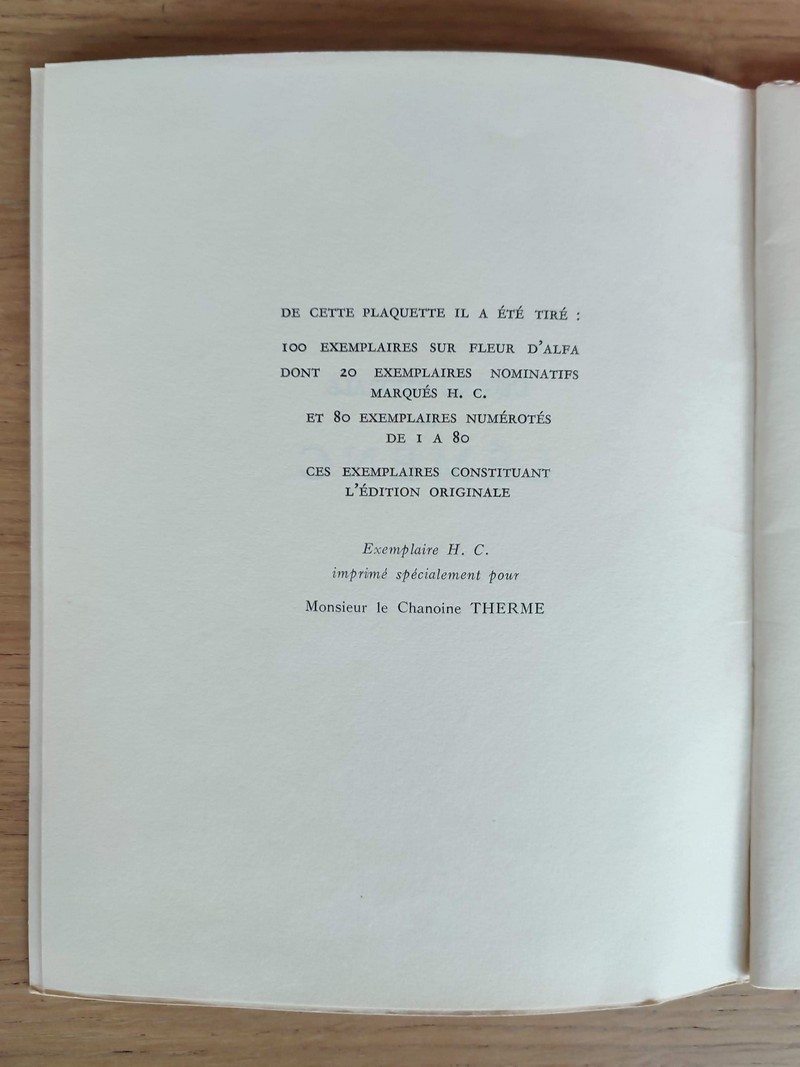 DE CETTE PLAQUETTE IL A ÉTÉ TIRÉ :
100 EXEMPLAIRES SUR FLEUR D'ALFA
DONT 20 EXEMPLAIRES NOMINATIFS
MARQUÉS H. C.
ET 80 EXEMPLAIRES NUMÉROTÉS
DE 1 A 80
CES EXEMPLAIRES CONSTITUANT
L'ÉDITION ORIGINALE
Exemplaire H. C.
imprimé spécialement pour
Monsieur le Chanoine THERME